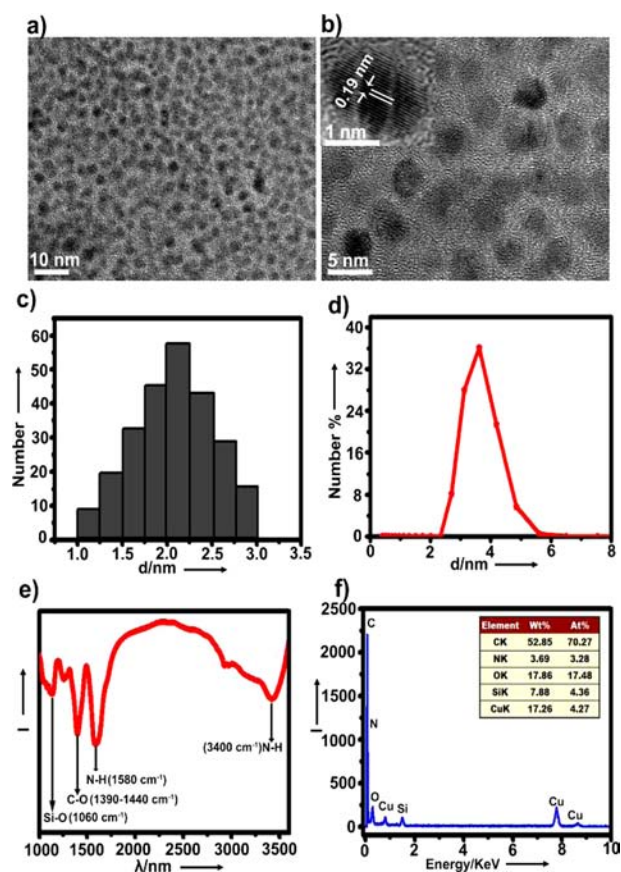 a)
10 nm
b)
0.19 nm
1 nm
5 nm
c)
Number
60
50
40
30
20
10
0
1.0 1.5 2.0 2.5 3.0 3.5
d/nm
d)
Number %
40
36
24
12
0
0 2 4 6 8
d/nm
e)
I
(3400 cm⁻¹)N-H
N-H(1580 cm⁻¹)
C-O(1390-1440 cm⁻¹)
Si-O(1060 cm⁻¹)
1000 1500 2000 2500 3000 3500
λ/nm
f)
I
2500
2000
1500
1000
500
0
C
N
O
Cu
Si
Cu
Cu
Element Wt% At%
CK 52.85 70.27
NK 3.69 3.28
OK 17.86 17.48
SiK 7.88 4.36
CuK 17.26 4.27
0 2 4 6 8 10
Energy/KeV